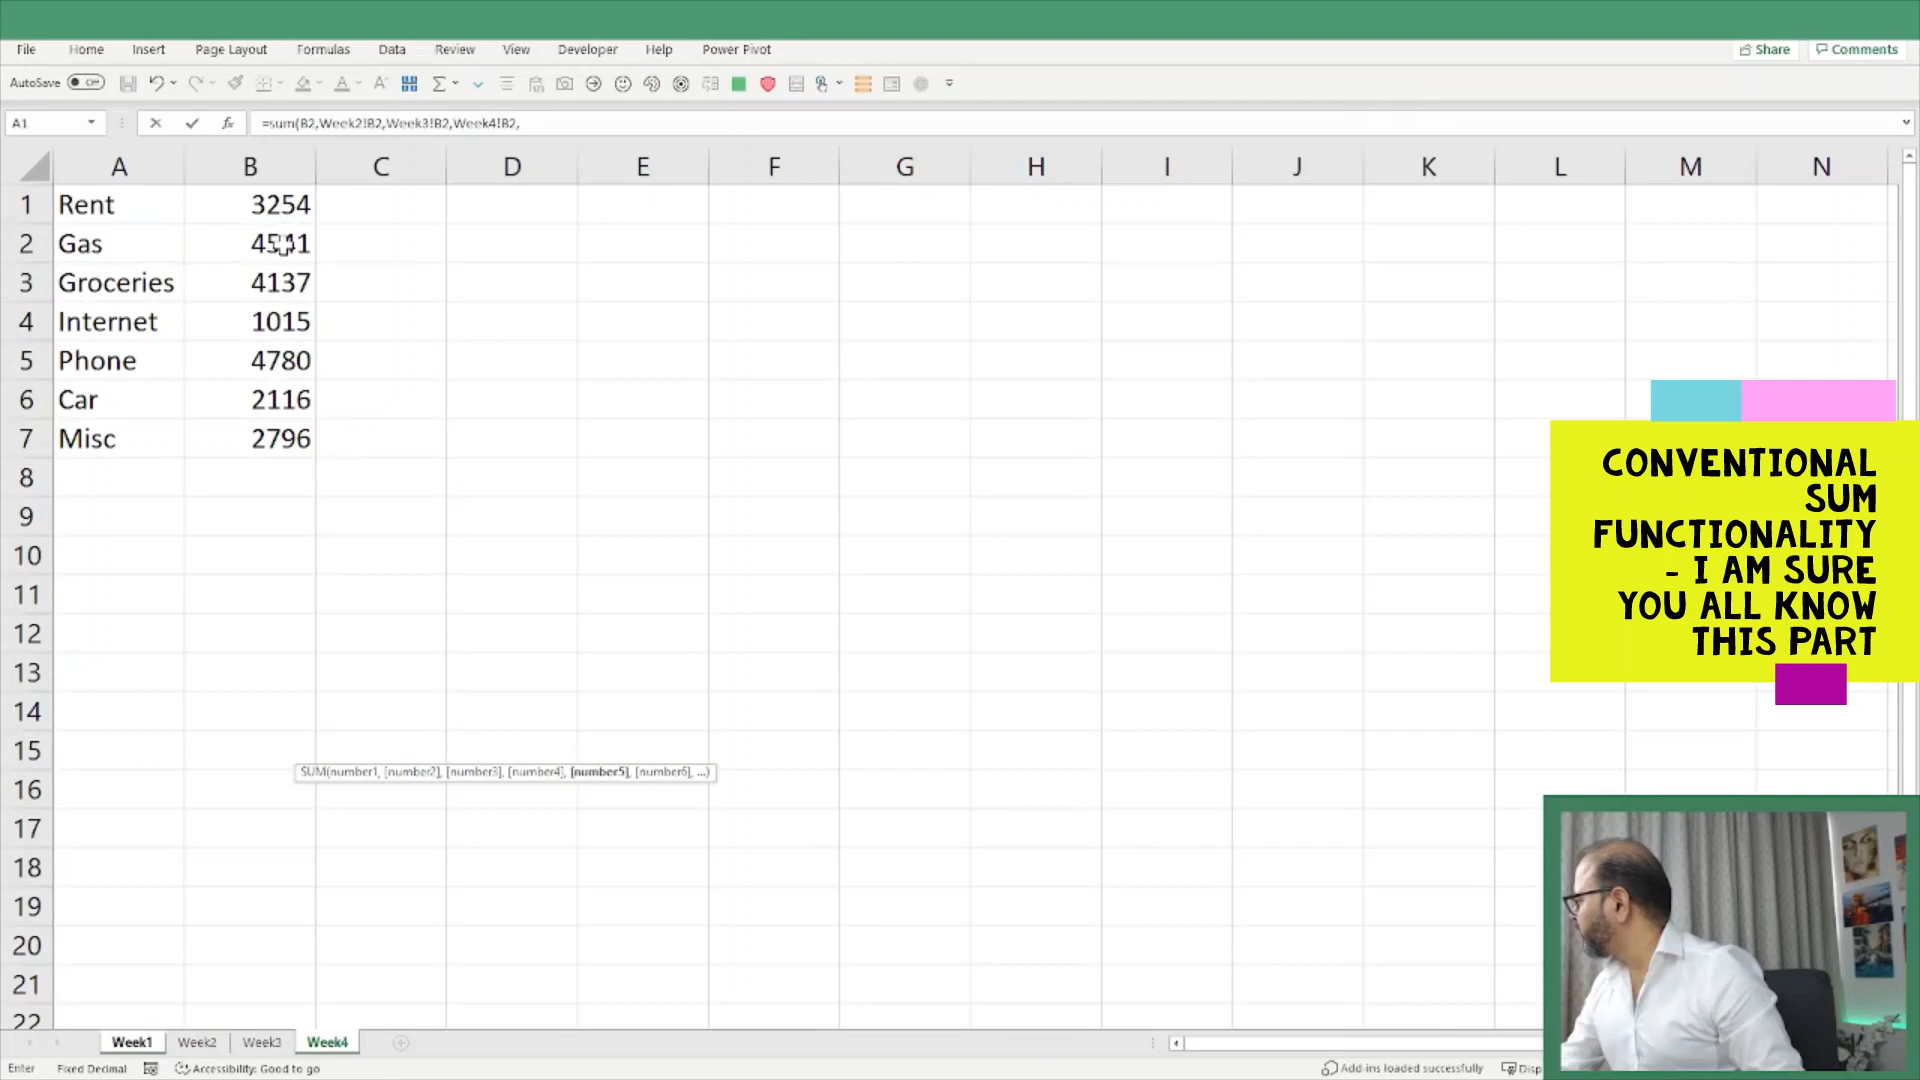 File Home Insert Page Layout Formulas Data Review View Developer Help Power Pivot Share Comments
AutoSave Off
A1 fx =sum(B2,Week2!B2,Week3!B2,Week4!B2,
A B C D E F G H I J K L M N
1 Rent 3254
2 Gas
3 Groceries 4137
4 Internet 1015
5 Phone 4780
6 Car 2116
7 Misc 2796
8
9
10
11
12
13
14
15
SUM(number1, [number2], [number3], [number4], [number5], [number6], ...)
16
17
18
19
20
21
22
CONVENTIONAL
SUM
FUNCTIONALITY
- I AM SURE
YOU ALL KNOW
THIS PART
Week1 Week2 Week3 Week4
Enter Fixed Decimal Accessibility: Good to go Add-ins loaded successfully